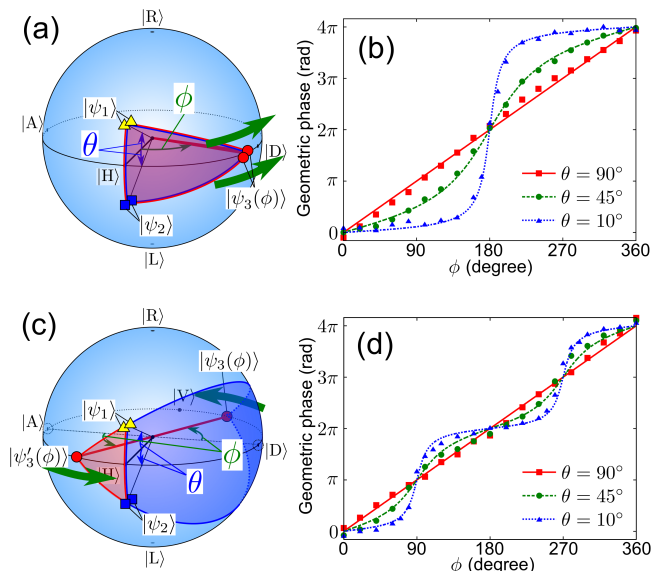 (a)
|R⟩
|ψ₁⟩
|A⟩
ϕ
θ
|D⟩
|H⟩
|ψ₃(ϕ)⟩
|ψ₂⟩
|L⟩
(b)
Geometric phase (rad)
4π
3π
2π
π
0
θ = 90°
θ = 45°
θ = 10°
0 90 180 270 360
ϕ (degree)
(c)
|R⟩
|ψ₃(ϕ)⟩
|V⟩
|ψ₁⟩
|A⟩
|ψ′₃(ϕ)⟩
ϕ
|D⟩
θ
|H⟩
|ψ₂⟩
|L⟩
(d)
Geometric phase (rad)
4π
3π
2π
π
0
θ = 90°
θ = 45°
θ = 10°
0 90 180 270 360
ϕ (degree)